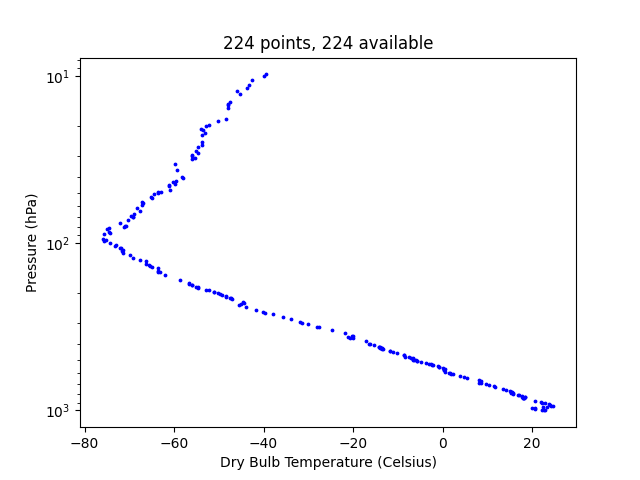 224 points, 224 available
10¹
10²
10³
Pressure (hPa)
−80 −60 −40 −20 0 20
Dry Bulb Temperature (Celsius)